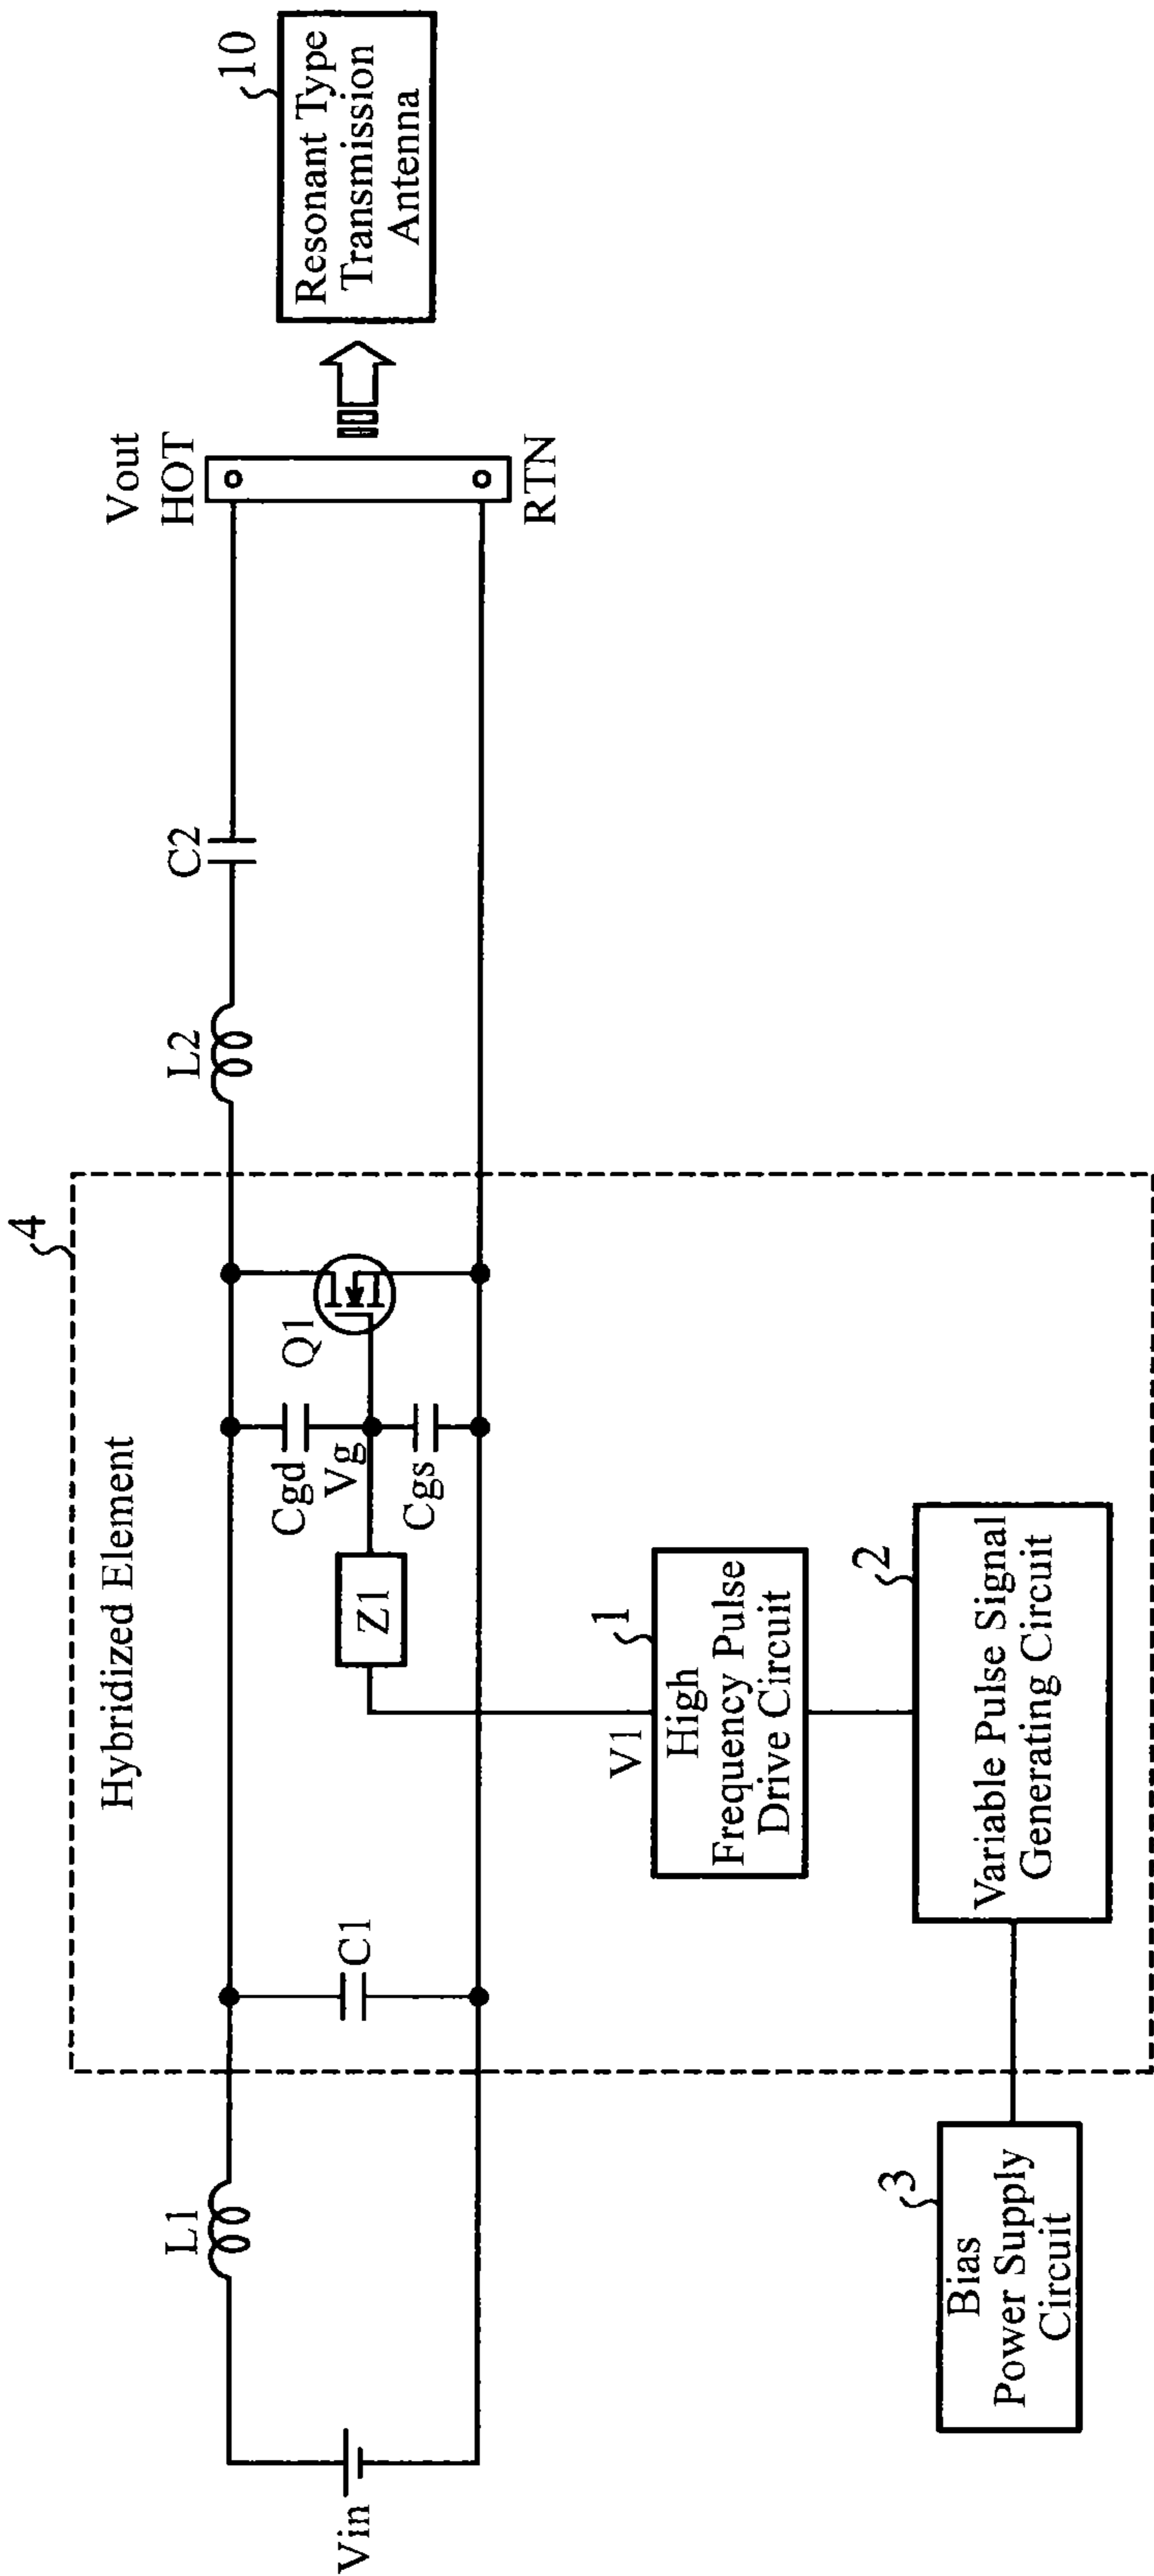 4
Hybridized Element
Vin
L1
C1
Cgd
Vg
Cgs
Q1
Z1
L2
C2
Vout
HOT
RTN
10
Resonant Type
Transmission
Antenna
V1
1
High
Frequency Pulse
Drive Circuit
2
Variable Pulse Signal
Generating Circuit
3
Bias
Power Supply
Circuit